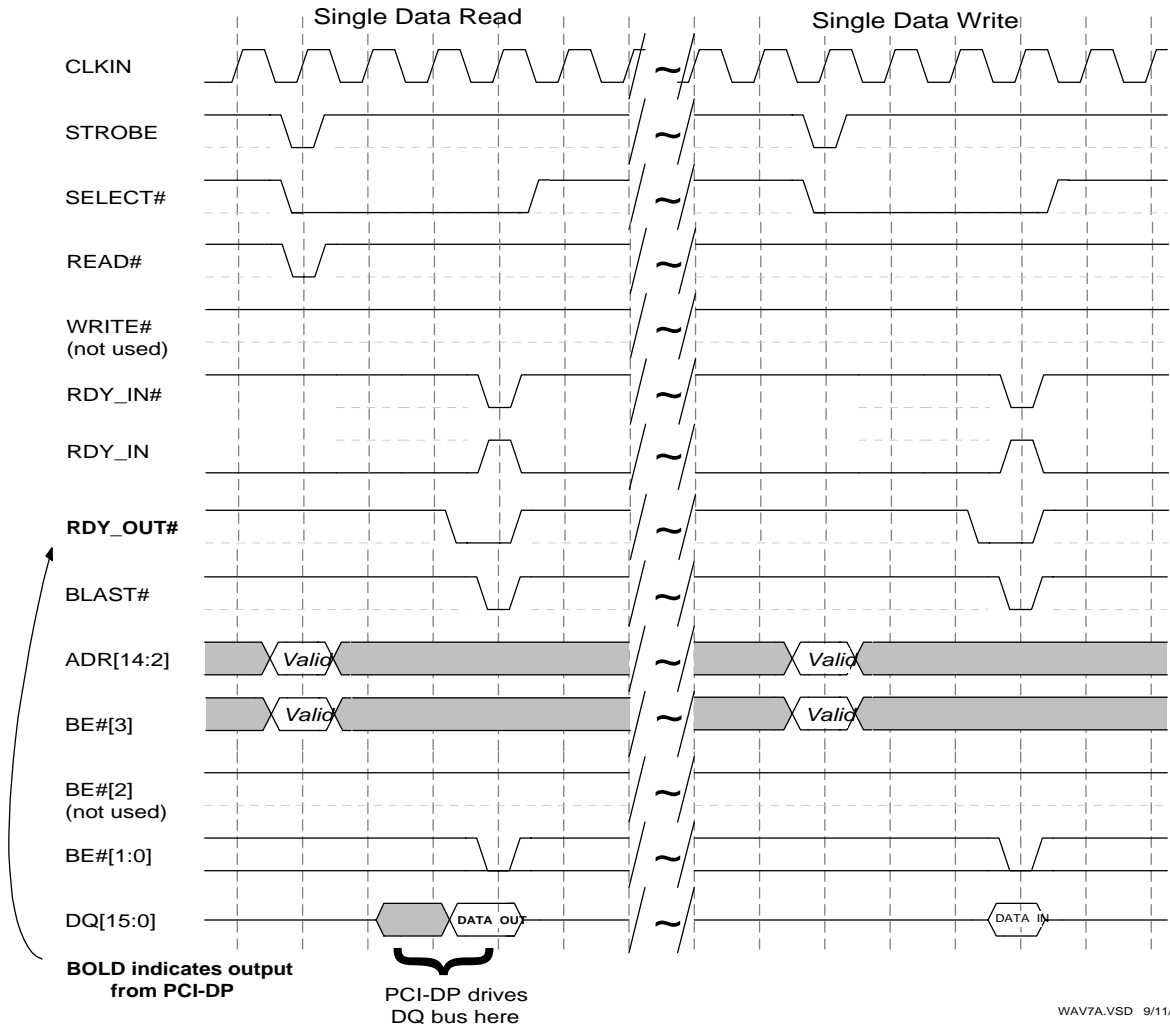 Single Data Read
Single Data Write
CLKIN
STROBE
SELECT#
READ#
WRITE#
(not used)
RDY_IN#
RDY_IN
RDY_OUT#
BLAST#
ADR[14:2]
Valid
Valid
BE#[3]
Valid
Valid
BE#[2]
(not used)
BE#[1:0]
DQ[15:0]
DATA OUT
DATA IN
BOLD indicates output
from PCI-DP
PCI-DP drives
DQ bus here
WAV7A.VSD 9/11/